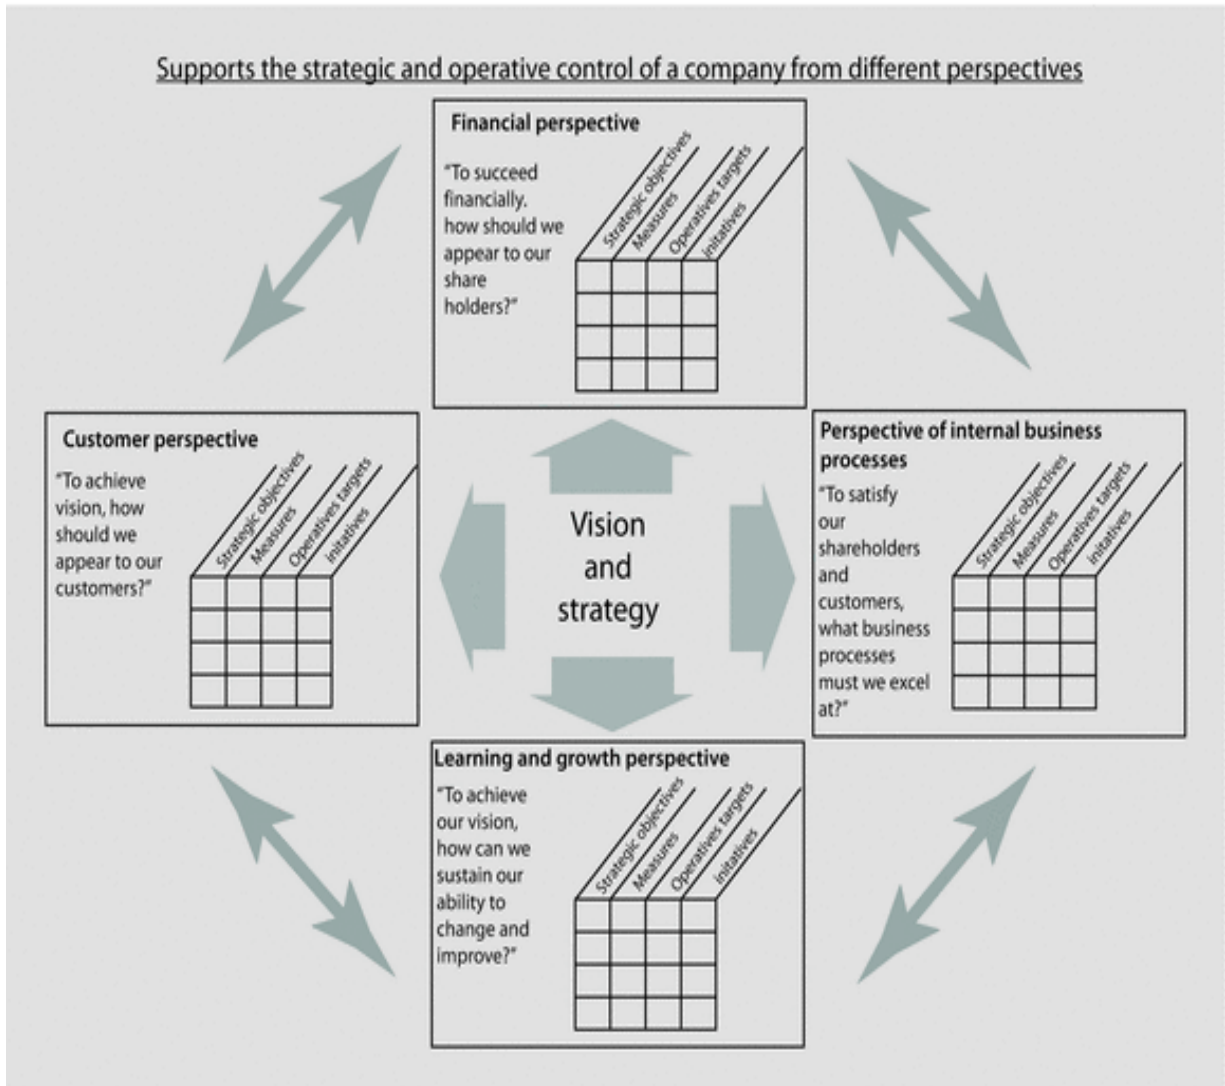 Supports the strategic and operative control of a company from different perspectives
Financial perspective
"To succeed
financially.
how should we
appear to our
share
holders?"
Strategic objectives
Measures
Operatives targets
initatives
Customer perspective
"To achieve
vision, how
should we
appear to our
customers?"
Strategic objectives
Measures
Operatives targets
initatives
Vision
and
strategy
Perspective of internal business
processes
"To satisfy
our
shareholders
and
customers,
what business
processes
must we excel
at?"
Strategic objectives
Measures
Operatives targets
initatives
Learning and growth perspective
"To achieve
our vision,
how can we
sustain our
ability to
change and
improve?"
Strategic objectives
Measures
Operatives targets
initatives